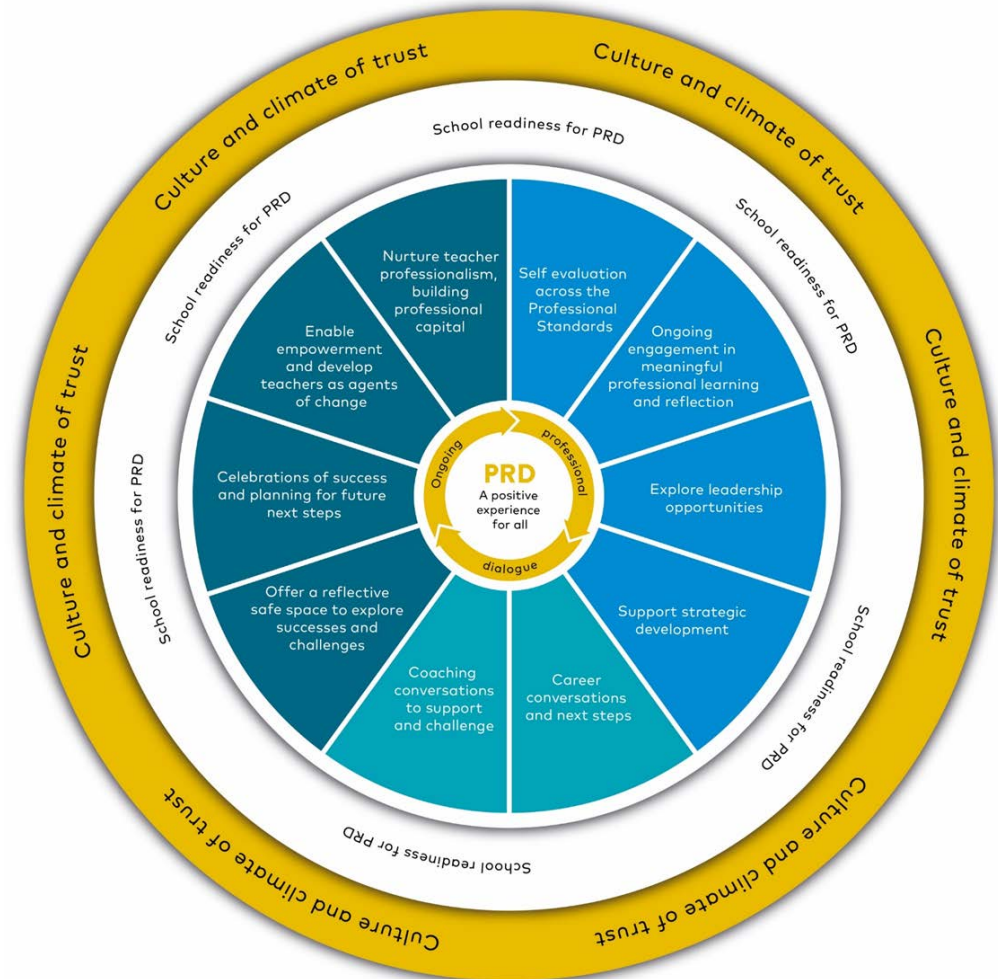 Culture and climate of trust
Culture and climate of trust
Culture and climate of trust
Culture and climate of trust
Culture and climate of trust
Culture and climate of trust
School readiness for PRD
School readiness for PRD
School readiness for PRD
School readiness for PRD
School readiness for PRD
School readiness for PRD
Self evaluation
across the
Professional
Standards
Ongoing
engagement in
meaningful
professional learning
and reflection
Explore leadership
opportunities
Support strategic
development
Career
conversations
and next steps
Coaching
conversations
to support
and challenge
Offer a reflective
safe space to explore
successes and
challenges
Celebrations of success
and planning for future
next steps
Enable
empowerment
and develop
teachers as agents
of change
Nurture teacher
professionalism,
building
professional
capital
Ongoing
professional
dialogue
PRD
A positive
experience
for all